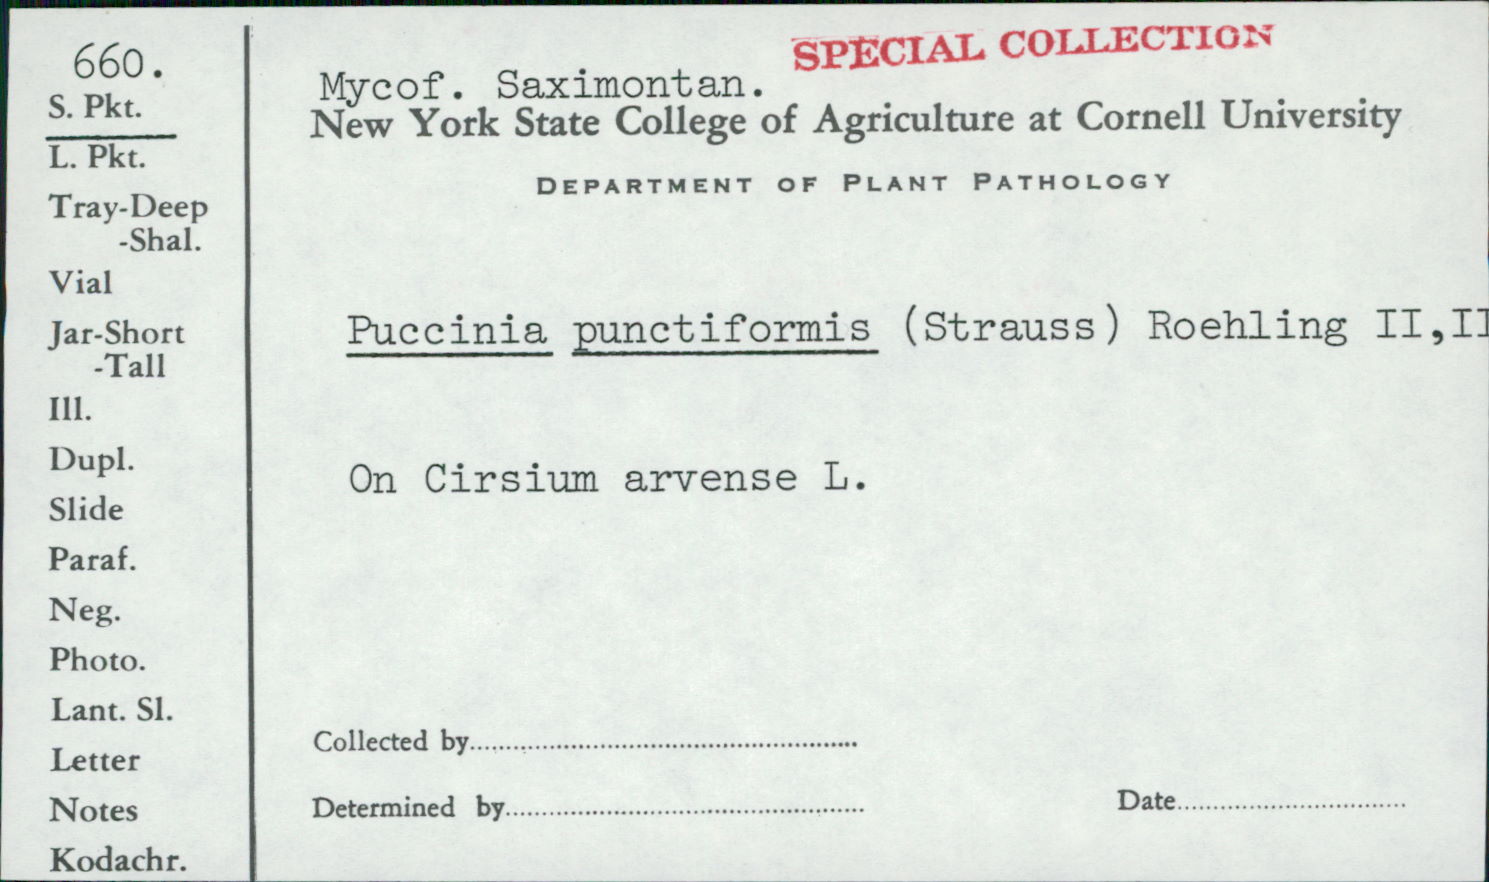 660.
S. Pkt.
L. Pkt.
Tray-Deep
-Shal.
Vial
Jar-Short
-Tall
Ill.
Dupl.
Slide
Paraf.
Neg.
Photo.
Lant. Sl.
Letter
Notes
Kodachr.
SPECIAL COLLECTION
Mycof. Saximontan.
New York State College of Agriculture at Cornell University
DEPARTMENT OF PLANT PATHOLOGY
Puccinia punctiformis (Strauss) Roehling II,II
On Cirsium arvense L.
Collected by
Determined by
Date